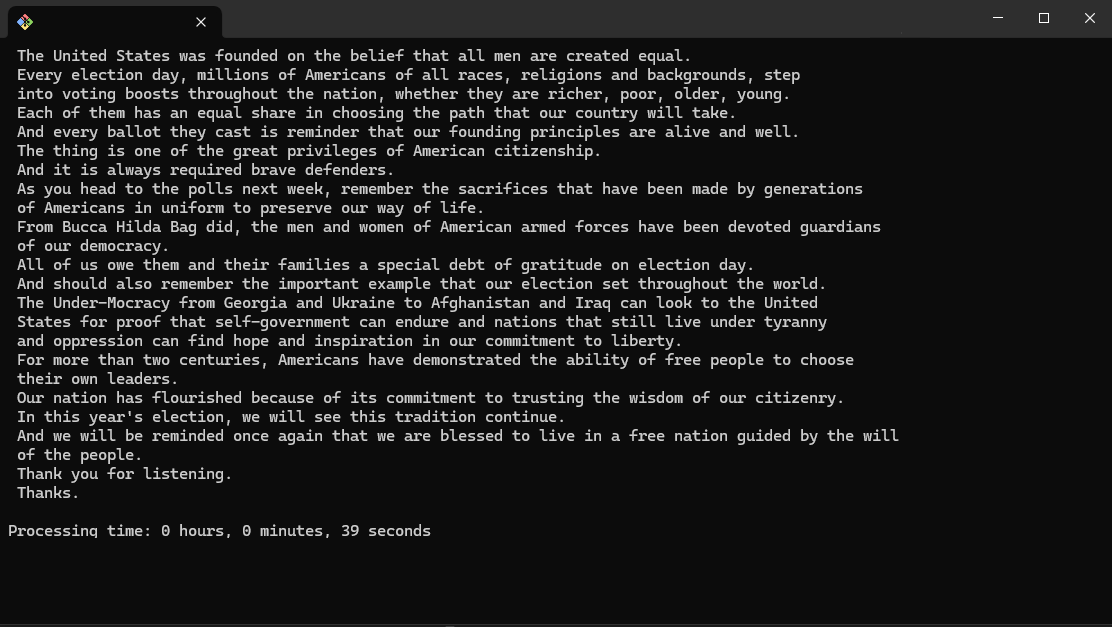 The United States was founded on the belief that all men are created equal.
Every election day, millions of Americans of all races, religions and backgrounds, step
into voting boosts throughout the nation, whether they are richer, poor, older, young.
Each of them has an equal share in choosing the path that our country will take.
And every ballot they cast is reminder that our founding principles are alive and well.
The thing is one of the great privileges of American citizenship.
And it is always required brave defenders.
As you head to the polls next week, remember the sacrifices that have been made by generations
of Americans in uniform to preserve our way of life.
From Bucca Hilda Bag did, the men and women of American armed forces have been devoted guardians
of our democracy.
All of us owe them and their families a special debt of gratitude on election day.
And should also remember the important example that our election set throughout the world.
The Under-Mocracy from Georgia and Ukraine to Afghanistan and Iraq can look to the United
States for proof that self-government can endure and nations that still live under tyranny
and oppression can find hope and inspiration in our commitment to liberty.
For more than two centuries, Americans have demonstrated the ability of free people to choose
their own leaders.
Our nation has flourished because of its commitment to trusting the wisdom of our citizenry.
In this year's election, we will see this tradition continue.
And we will be reminded once again that we are blessed to live in a free nation guided by the will
of the people.
Thank you for listening.
Thanks.
Processing time: 0 hours, 0 minutes, 39 seconds